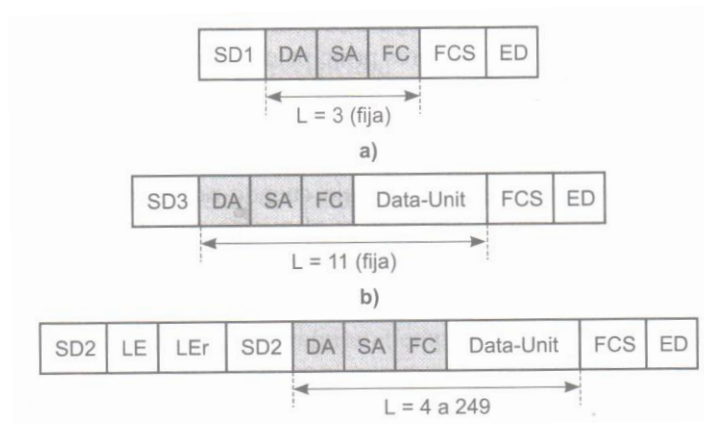 SD1 DA SA FC FCS ED
L = 3 (fija)
a)
SD3 DA SA FC Data-Unit FCS ED
L = 11 (fija)
b)
SD2 LE LEr SD2 DA SA FC Data-Unit FCS ED
L = 4 a 249